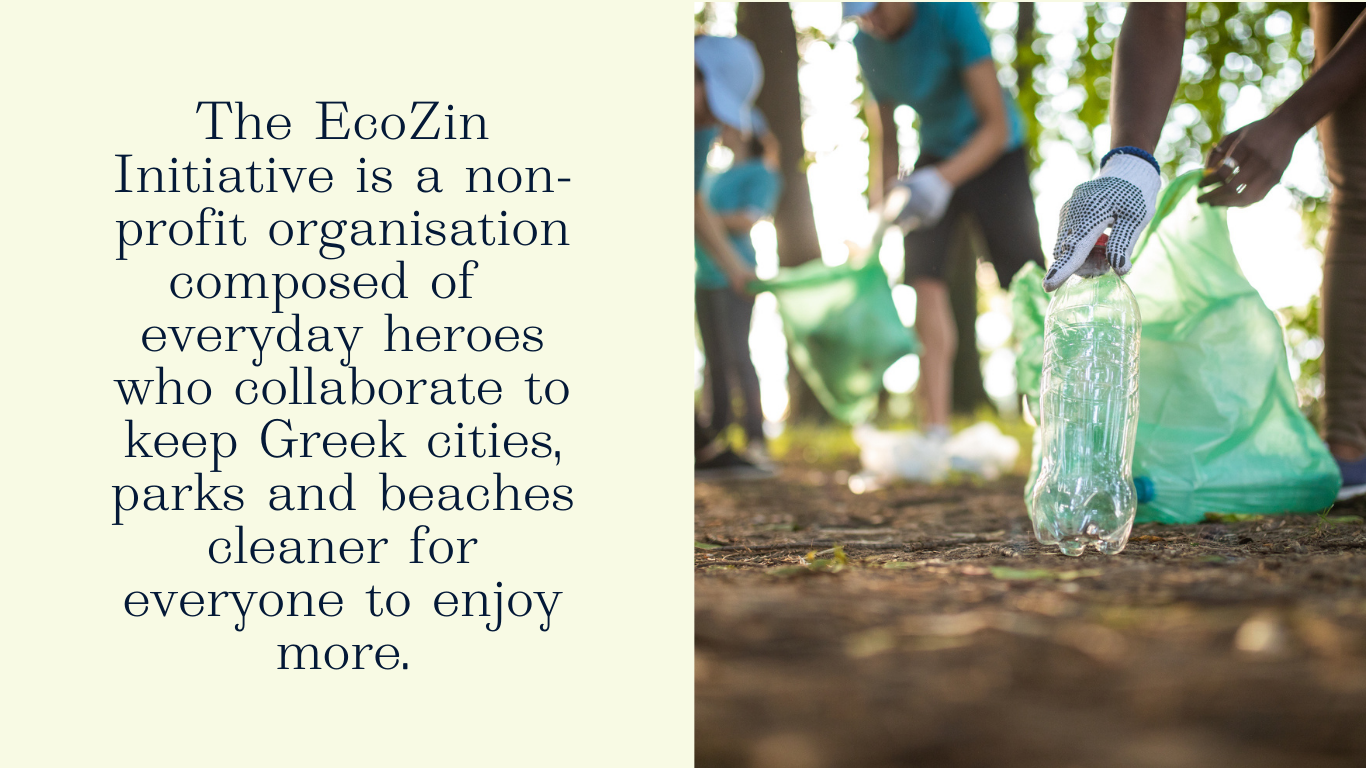 The EcoZin
Initiative is a non-
profit organisation
composed of
everyday heroes
who collaborate to
keep Greek cities,
parks and beaches
cleaner for
everyone to enjoy
more.